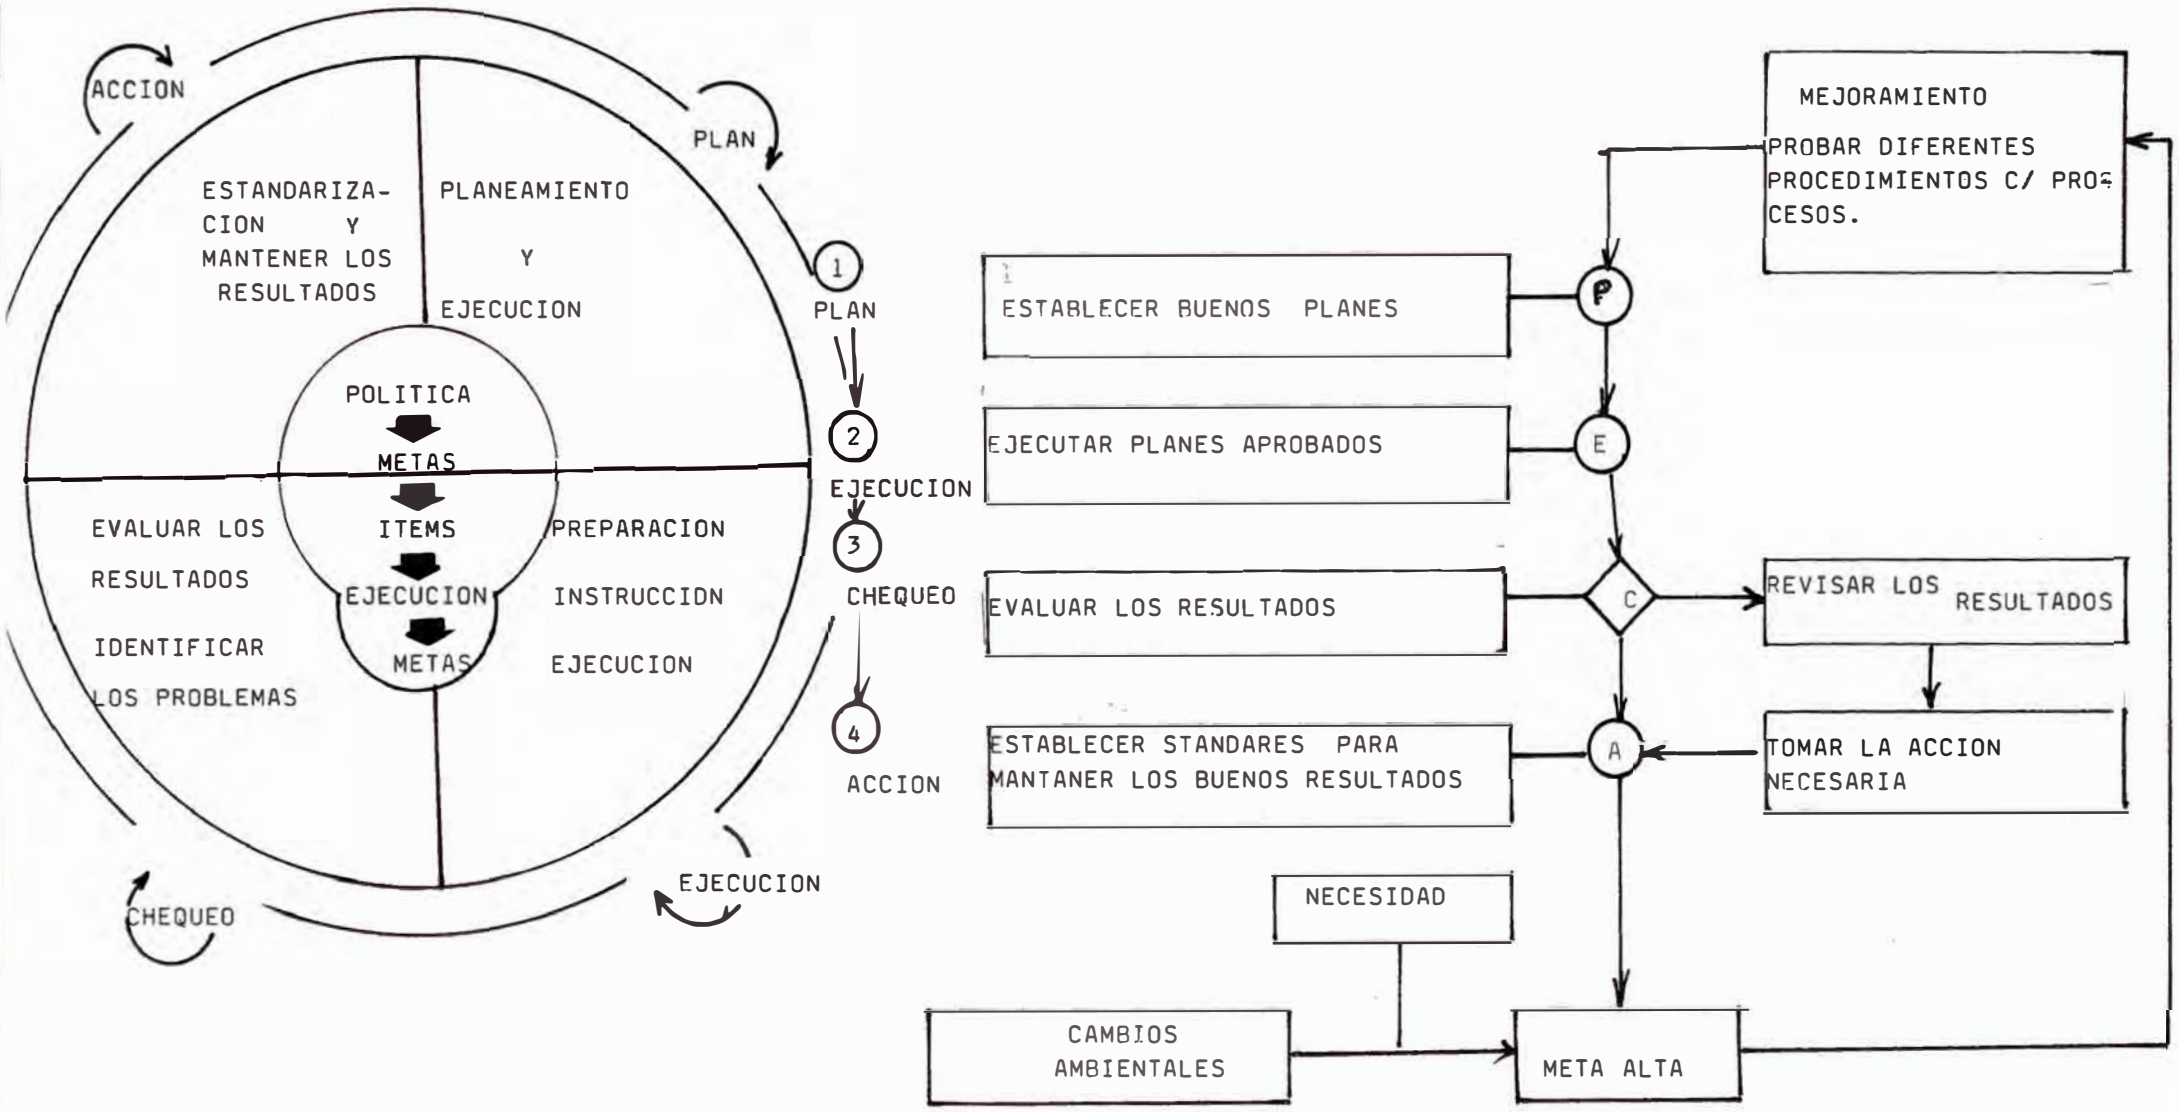 ACCION
PLAN
ESTANDARIZA-
CION Y
MANTENER LOS
RESULTADOS
PLANEAMIENTO
Y
EJECUCION
POLITICA
METAS
ITEMS
EJECUCION
METAS
EVALUAR LOS
RESULTADOS
IDENTIFICAR
LOS PROBLEMAS
PREPARACION
INSTRUCCION
EJECUCION
CHEQUEO
EJECUCION
1
PLAN
2
EJECUCION
3
CHEQUEO
4
ACCION
MEJORAMIENTO
PROBAR DIFERENTES
PROCEDIMIENTOS C/ PRO-
CESOS.
ESTABLECER BUENOS PLANES
P
EJECUTAR PLANES APROBADOS
E
EVALUAR LOS RESULTADOS
C
REVISAR LOS RESULTADOS
ESTABLECER STANDARES PARA
MANTANER LOS BUENOS RESULTADOS
A
TOMAR LA ACCION
NECESARIA
NECESIDAD
CAMBIOS
AMBIENTALES
META ALTA